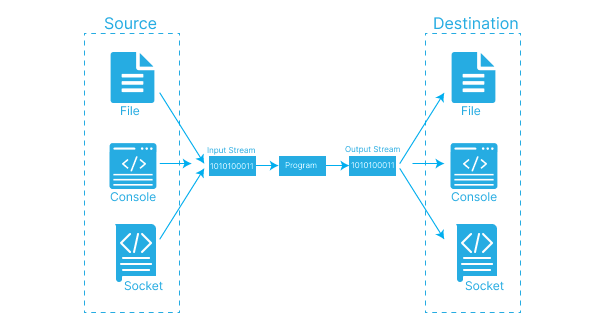 Source
Destination
File
File
Input Stream
1010100011
Program
Output Stream
1010100011
Console
Console
Socket
Socket